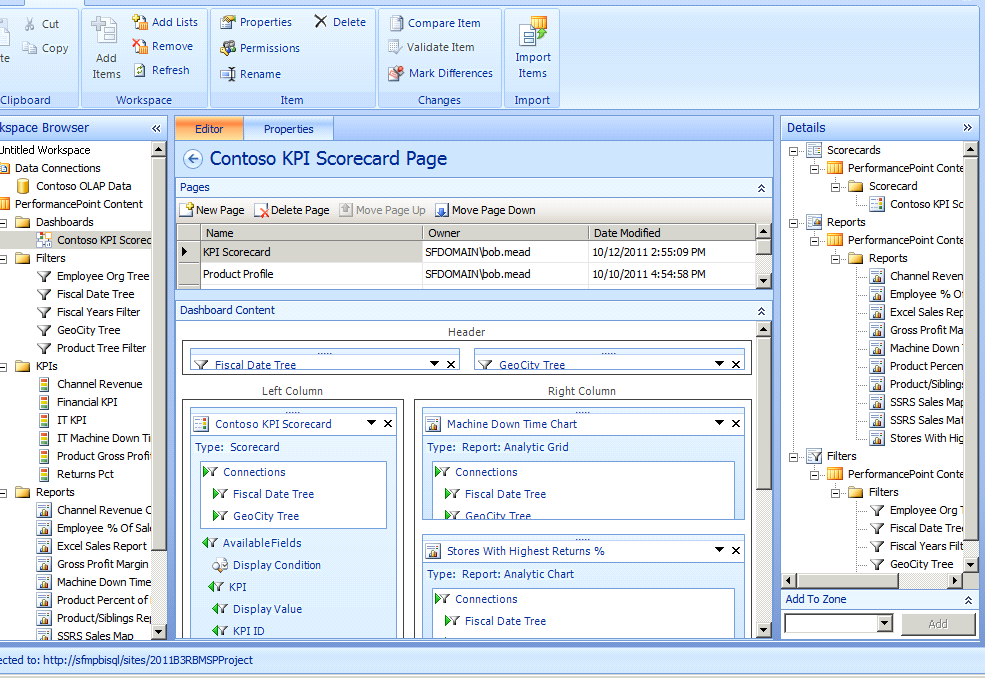 Cut
Copy
te
Clipboard
Add Items
Add Lists
Remove
Refresh
Workspace
Properties
Delete
Permissions
Rename
Item
Compare Item
Validate Item
Mark Differences
Changes
Import Items
Import
kspace Browser
Untitled Workspace
Data Connections
Contoso OLAP Data
PerformancePoint Content
Dashboards
Contoso KPI Scorec
Filters
Employee Org Tree
Fiscal Date Tree
Fiscal Years Filter
GeoCity Tree
Product Tree Filter
KPIs
Channel Revenue
Financial KPI
IT KPI
IT Machine Down Ti
Product Gross Profit
Returns Pct
Reports
Channel Revenue C
Employee % Of Sale
Excel Sales Report
Gross Profit Margin
Machine Down Time
Product Percent of
Product/Siblings Rep
SSRS Sales Map
Editor
Properties
Contoso KPI Scorecard Page
Pages
New Page
Delete Page
Move Page Up
Move Page Down
Name Owner Date Modified
KPI Scorecard SFDOMAIN\bob.mead 10/12/2011 2:55:09 PM
Product Profile SFDOMAIN\bob.mead 10/10/2011 4:54:58 PM
Dashboard Content
Header
Fiscal Date Tree
GeoCity Tree
Left Column
Contoso KPI Scorecard
Type: Scorecard
Connections
Fiscal Date Tree
GeoCity Tree
AvailableFields
Display Condition
KPI
Display Value
KPI ID
Right Column
Machine Down Time Chart
Type: Report: Analytic Grid
Connections
Fiscal Date Tree
GeoCity Tree
Stores With Highest Returns %
Type: Report: Analytic Chart
Connections
Fiscal Date Tree
Details
Scorecards
PerformancePoint Conte
Scorecard
Contoso KPI Sc
Reports
PerformancePoint Conte
Reports
Channel Reven
Employee % Of
Excel Sales Rep
Gross Profit Ma
Machine Down
Product Percen
Product/Sibling
SSRS Sales Map
SSRS Sales Mat
Stores With Hig
Filters
PerformancePoint Conte
Filters
Employee Org T
Fiscal Date Tree
Fiscal Years Filt
GeoCity Tree
Add To Zone
Add
ected to: http://sfmpbisql/sites/2011B3RBMSPProject